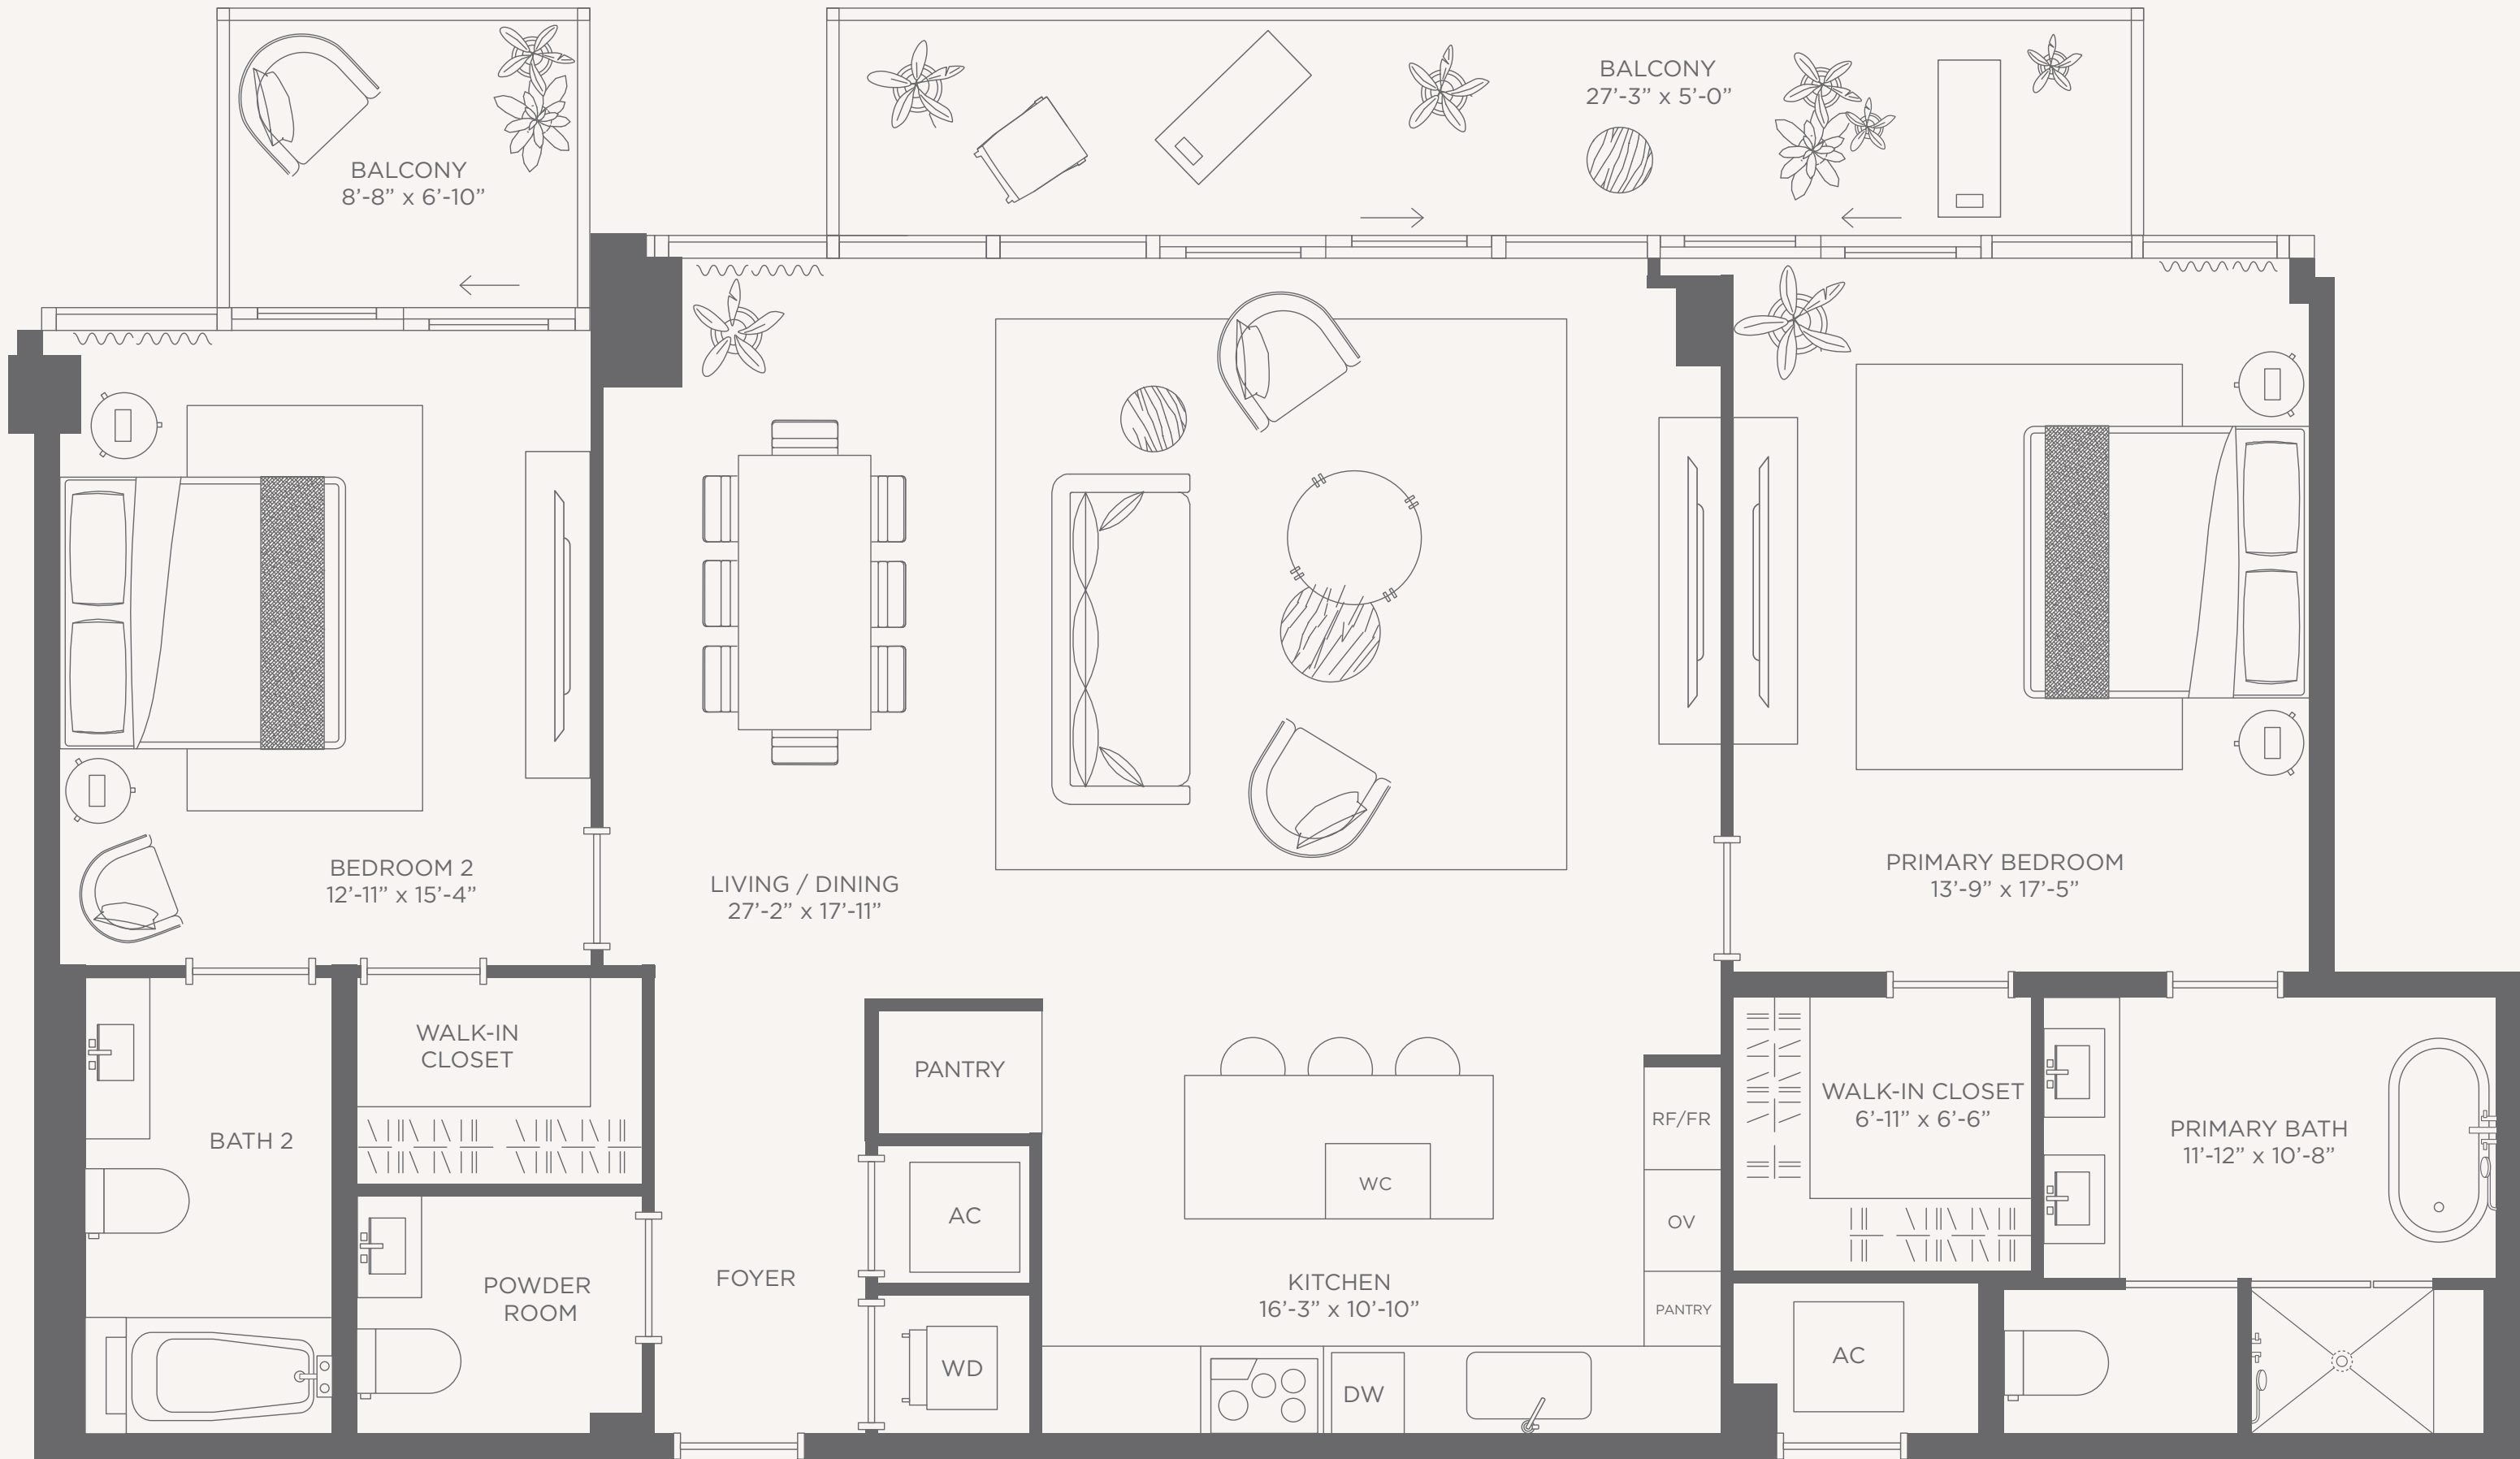 BALCONY
8’-8” x 6’-10”
BALCONY
27’-3” x 5’-0”
BEDROOM 2
12’-11” x 15’-4”
LIVING / DINING
27’-2” x 17’-11”
PRIMARY BEDROOM
13’-9” x 17’-5”
WALK-IN
CLOSET
BATH 2
POWDER
ROOM
FOYER
PANTRY
AC
WD
WC
KITCHEN
16’-3” x 10’-10”
DW
RF/FR
OV
PANTRY
WALK-IN CLOSET
6’-11” x 6’-6”
PRIMARY BATH
11’-12” x 10’-8”
AC